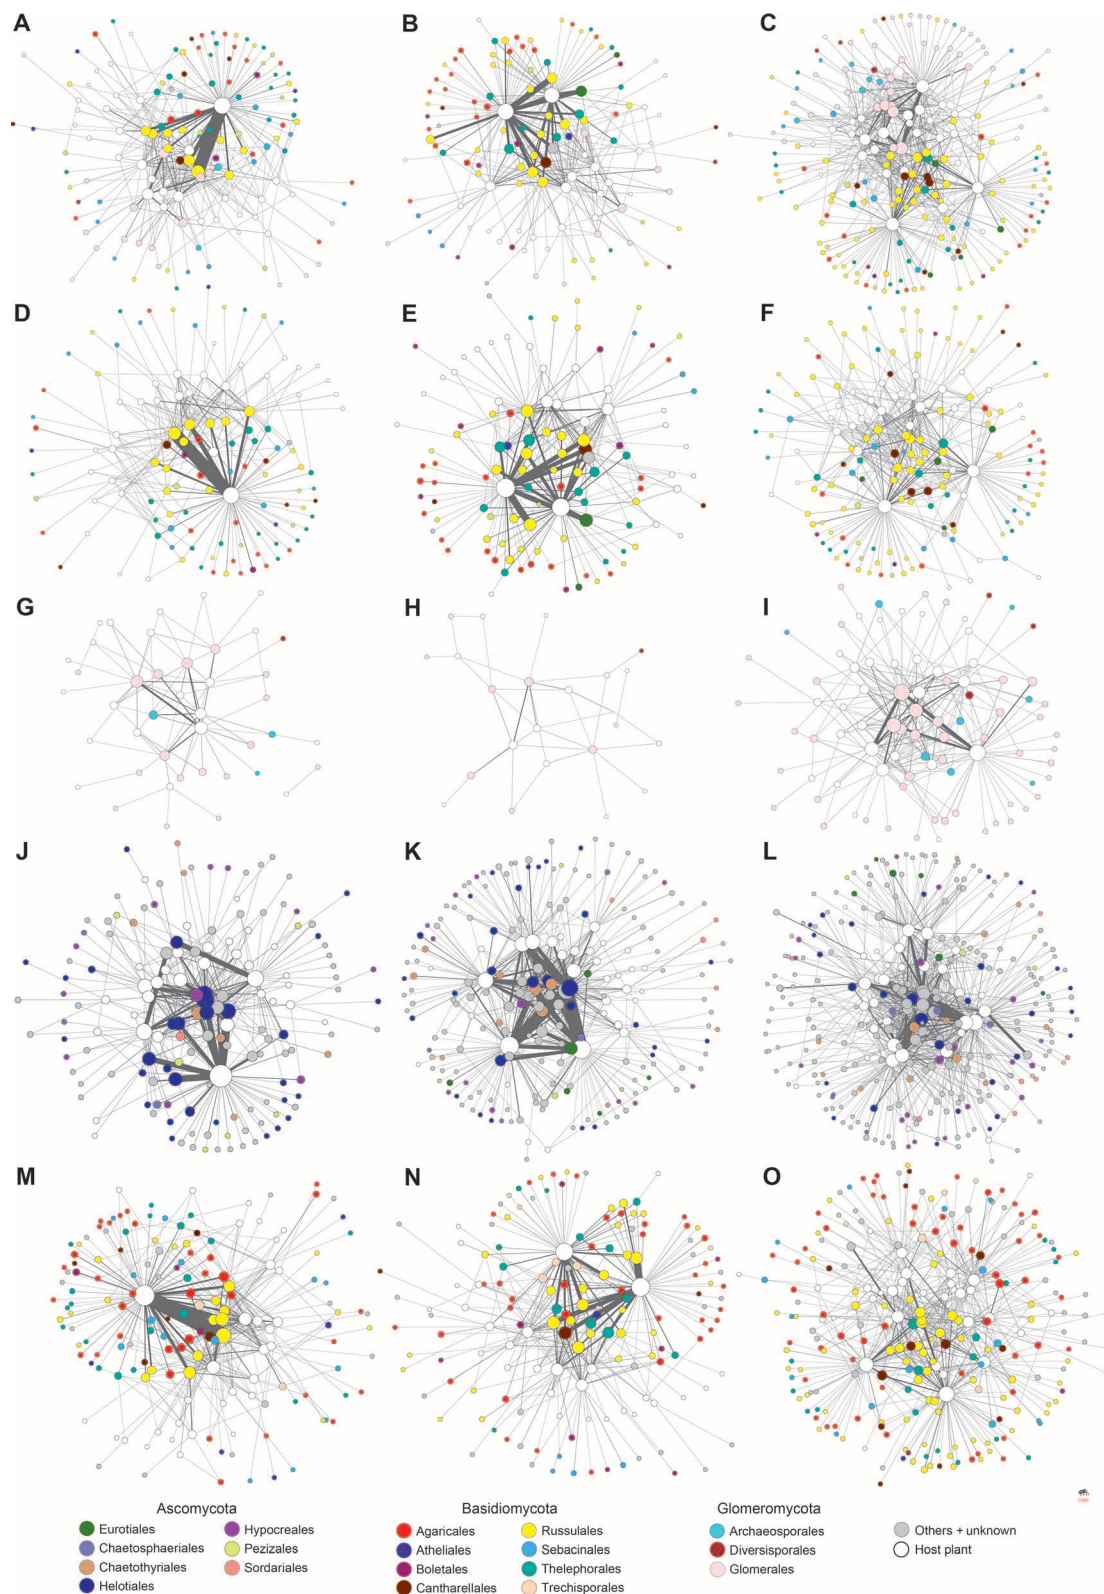 A B C
D E F
G H I
J K L
M N O
Ascomycota Basidiomycota Glomeromycota
Eurotiales Hypocreales Agaricales Russulales Archaeosporales Others + unknown
Chaetosphaeriales Pezizales Atheliales Sebacinales Diversisporales Host plant
Chaetothyriales Sordariales Boletales Thelephorales Glomerales
Helotiales Cantharellales Trechisporales